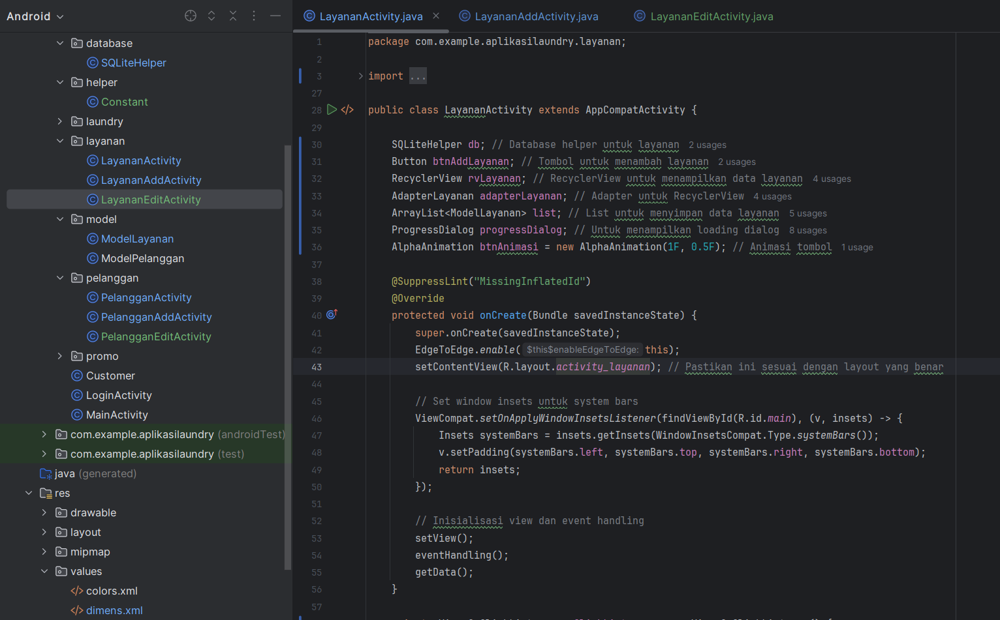 Android
database
SQLiteHelper
helper
Constant
laundry
layanan
LayananActivity
LayananAddActivity
LayananEditActivity
model
ModelLayanan
ModelPelanggan
pelanggan
PelangganActivity
PelangganAddActivity
PelangganEditActivity
promo
Customer
LoginActivity
MainActivity
com.example.aplikasilaundry (androidTest)
com.example.aplikasilaundry (test)
java (generated)
res
drawable
layout
mipmap
values
colors.xml
dimens.xml
LayananActivity.java LayananAddActivity.java LayananEditActivity.java
1 package com.example.aplikasilaundry.layanan;
2
3 import ...
27
28 public class LayananActivity extends AppCompatActivity {
29
30 SQLiteHelper db; // Database helper untuk layanan 2 usages
31 Button btnAddLayanan; // Tombol untuk menambah layanan 2 usages
32 RecyclerView rvLayanan; // RecyclerView untuk menampilkan data layanan 4 usages
33 AdapterLayanan adapterLayanan; // Adapter untuk RecyclerView 4 usages
34 ArrayList<ModelLayanan> list; // List untuk menyimpan data layanan 5 usages
35 ProgressDialog progressDialog; // Untuk menampilkan loading dialog 8 usages
36 AlphaAnimation btnAnimasi = new AlphaAnimation(1F, 0.5F); // Animasi tombol 1 usage
37
38 @SuppressLint("MissingInflatedId")
39 @Override
40 protected void onCreate(Bundle savedInstanceState) {
41 super.onCreate(savedInstanceState);
42 EdgeToEdge.enable( $this$enableEdgeToEdge: this);
43 setContentView(R.layout.activity_layanan); // Pastikan ini sesuai dengan layout yang benar
44
45 // Set window insets untuk system bars
46 ViewCompat.setOnApplyWindowInsetsListener(findViewById(R.id.main), (v, insets) -> {
47 Insets systemBars = insets.getInsets(WindowInsetsCompat.Type.systemBars());
48 v.setPadding(systemBars.left, systemBars.top, systemBars.right, systemBars.bottom);
49 return insets;
50 });
51
52 // Inisialisasi view dan event handling
53 setView();
54 eventHandling();
55 getData();
56 }
57